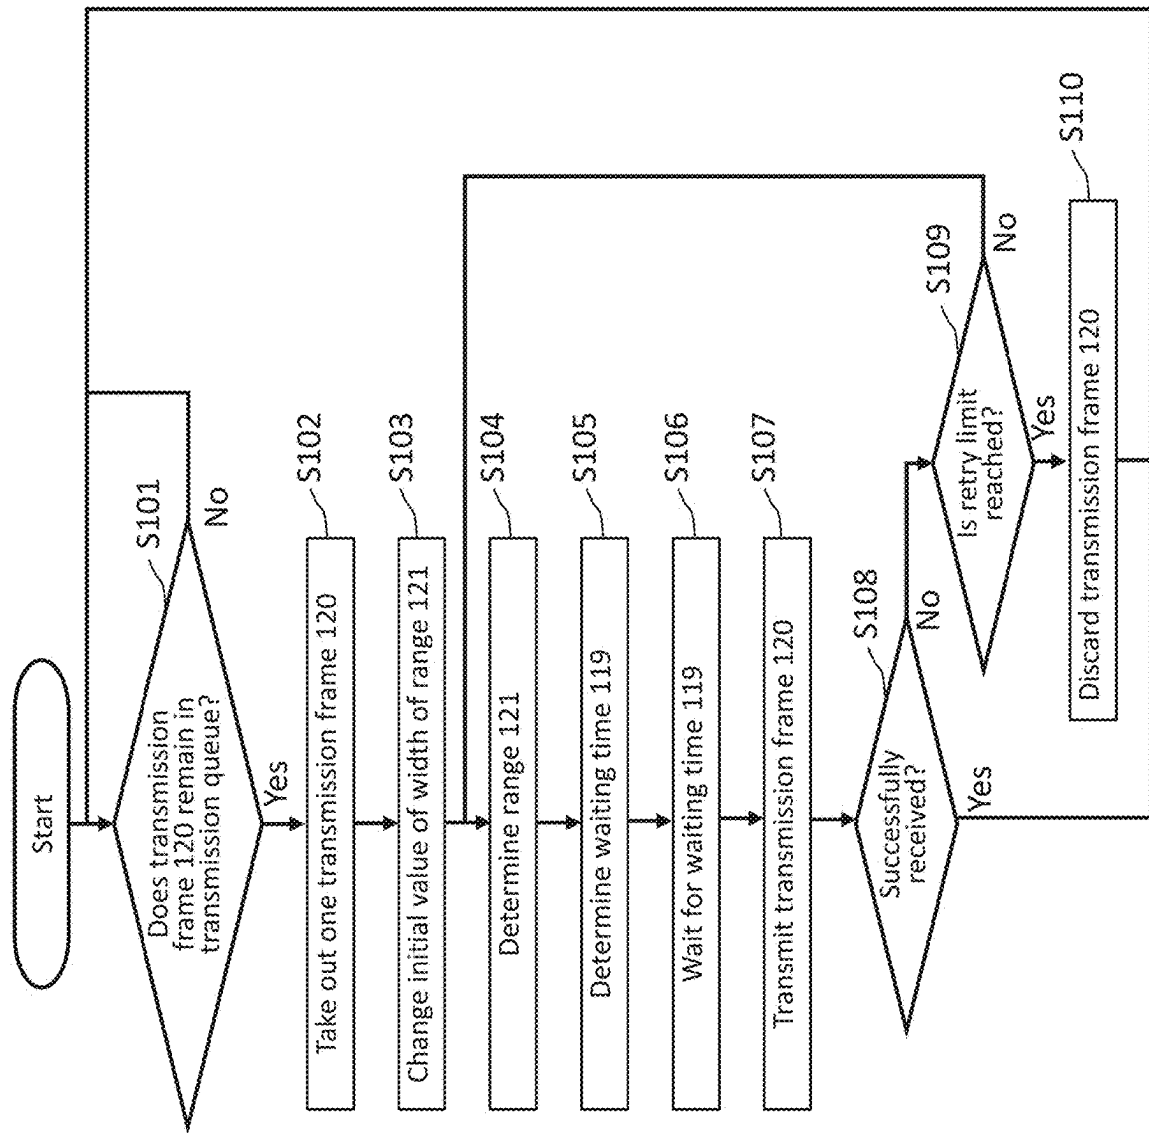 Start
Does transmission
frame 120 remain in
transmission queue?
S101
No
Yes
Take out one transmission frame 120
S102
Change initial value of width of range 121
S103
Determine range 121
S104
Determine waiting time 119
S105
Wait for waiting time 119
S106
Transmit transmission frame 120
S107
Successfully
received?
S108
No
Yes
Is retry limit
reached?
S109
No
Yes
Discard transmission frame 120
S110